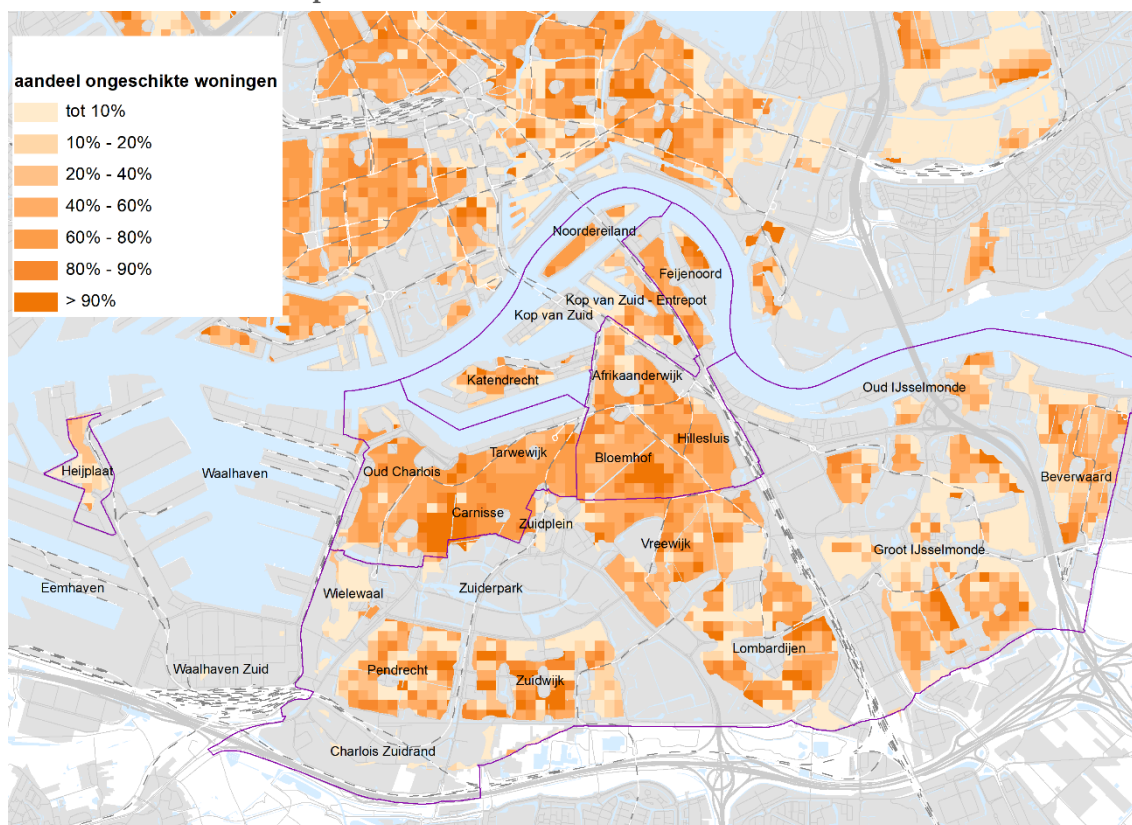 aandeel ongeschikte woningen
tot 10%
10% - 20%
20% - 40%
40% - 60%
60% - 80%
80% - 90%
> 90%
Noordereiland
Feijenoord
Kop van Zuid - Entrepot
Kop van Zuid
Katendrecht
Afrikaanderwijk
Oud IJsselmonde
Hillesluis
Tarwewijk
Bloemhof
Heijplaat
Waalhaven
Oud Charlois
Beverwaard
Carnisse
Zuidplein
Vreewijk
Groot IJsselmonde
Eemhaven
Wielewaal
Zuiderpark
Waalhaven Zuid
Pendrecht
Zuidwijk
Lombardijen
Charlois Zuidrand